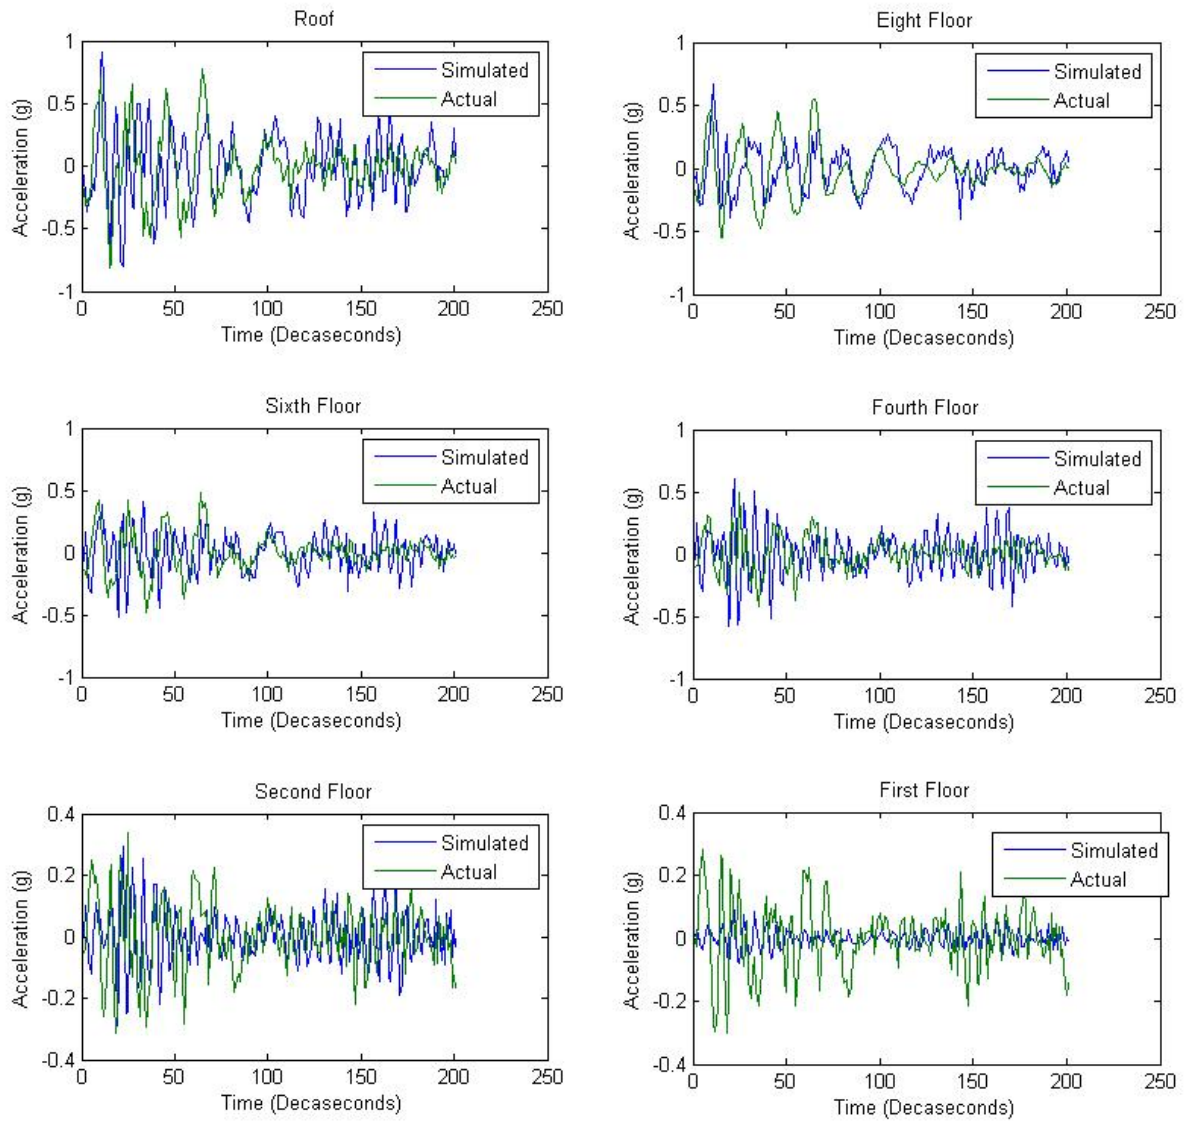 Roof
1
0.5
0
-0.5
-1
Acceleration (g)
Simulated
Actual
0 50 100 150 200 250
Time (Decaseconds)
Eight Floor
1
0.5
0
-0.5
-1
Acceleration (g)
Simulated
Actual
0 50 100 150 200 250
Time (Decaseconds)
Sixth Floor
1
0.5
0
-0.5
-1
Acceleration (g)
Simulated
Actual
0 50 100 150 200 250
Time (Decaseconds)
Fourth Floor
1
0.5
0
-0.5
-1
Acceleration (g)
Simulated
Actual
0 50 100 150 200 250
Time (Decaseconds)
Second Floor
0.4
0.2
0
-0.2
-0.4
Acceleration (g)
Simulated
Actual
0 50 100 150 200 250
Time (Decaseconds)
First Floor
0.4
0.2
0
-0.2
-0.4
Acceleration (g)
Simulated
Actual
0 50 100 150 200 250
Time (Decaseconds)